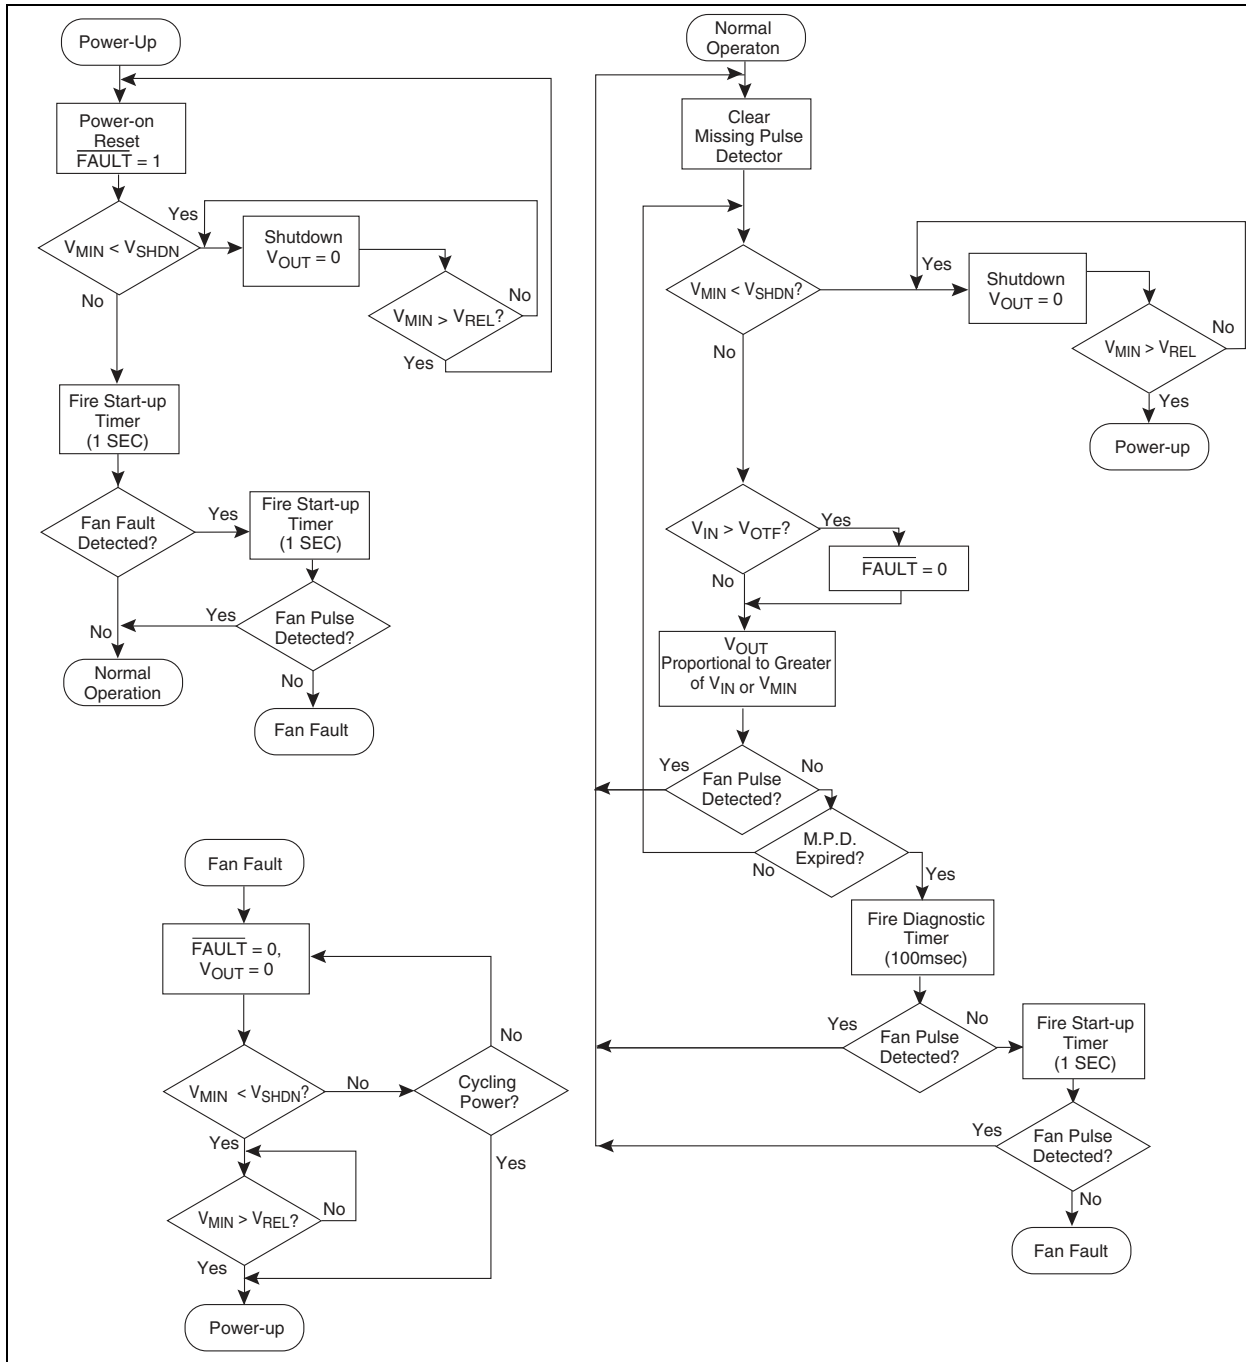 Power-Up
Power-on
Reset
FAULT = 1
Yes
VMIN < VSHDN
Shutdown
VOUT = 0
No
No
VMIN > VREL?
Yes
Fire Start-up
Timer
(1 SEC)
Fan Fault
Detected?
Yes
Fire Start-up
Timer
(1 SEC)
Yes
Fan Pulse
Detected?
No
Normal
Operation
No
Fan Fault
Fan Fault
FAULT = 0,
VOUT = 0
No
VMIN < VSHDN?
No
Cycling
Power?
Yes
Yes
VMIN > VREL?
No
Yes
Power-up
Normal
Operaton
Clear
Missing Pulse
Detector
Yes
VMIN < VSHDN?
Shutdown
VOUT = 0
No
No
VMIN > VREL
Yes
Power-up
VIN > VOTF?
Yes
FAULT = 0
No
VOUT
Proportional to Greater
of VIN or VMIN
Yes
No
Fan Pulse
Detected?
M.P.D.
Expired?
No
Yes
Fire Diagnostic
Timer
(100msec)
Yes
No
Fan Pulse
Detected?
Fire Start-up
Timer
(1 SEC)
Yes
Fan Pulse
Detected?
No
Fan Fault